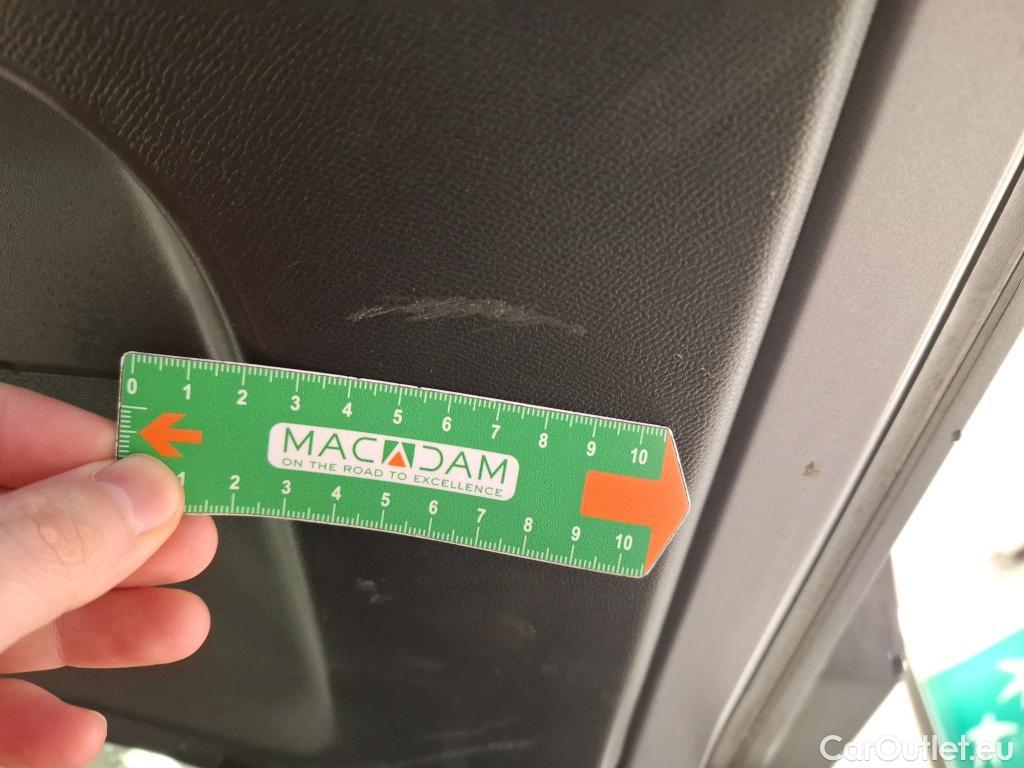 0 1 2 3 4 5 6 7 8 9 10
MACADAM
ON THE ROAD TO EXCELLENCE
1 2 3 4 5 6 7 8 9 10
CarOutlet.eu